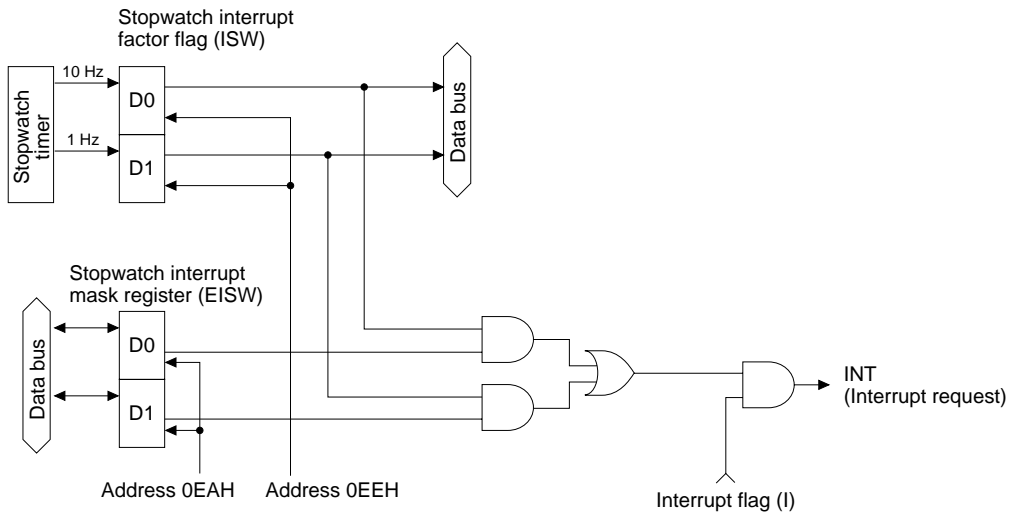 Stopwatch interrupt
factor flag (ISW)
Stopwatch
timer
10 Hz
1 Hz
D0
D1
Data bus
Stopwatch interrupt
mask register (EISW)
Data bus
D0
D1
Address 0EAH
Address 0EEH
INT
(Interrupt request)
Interrupt flag (I)